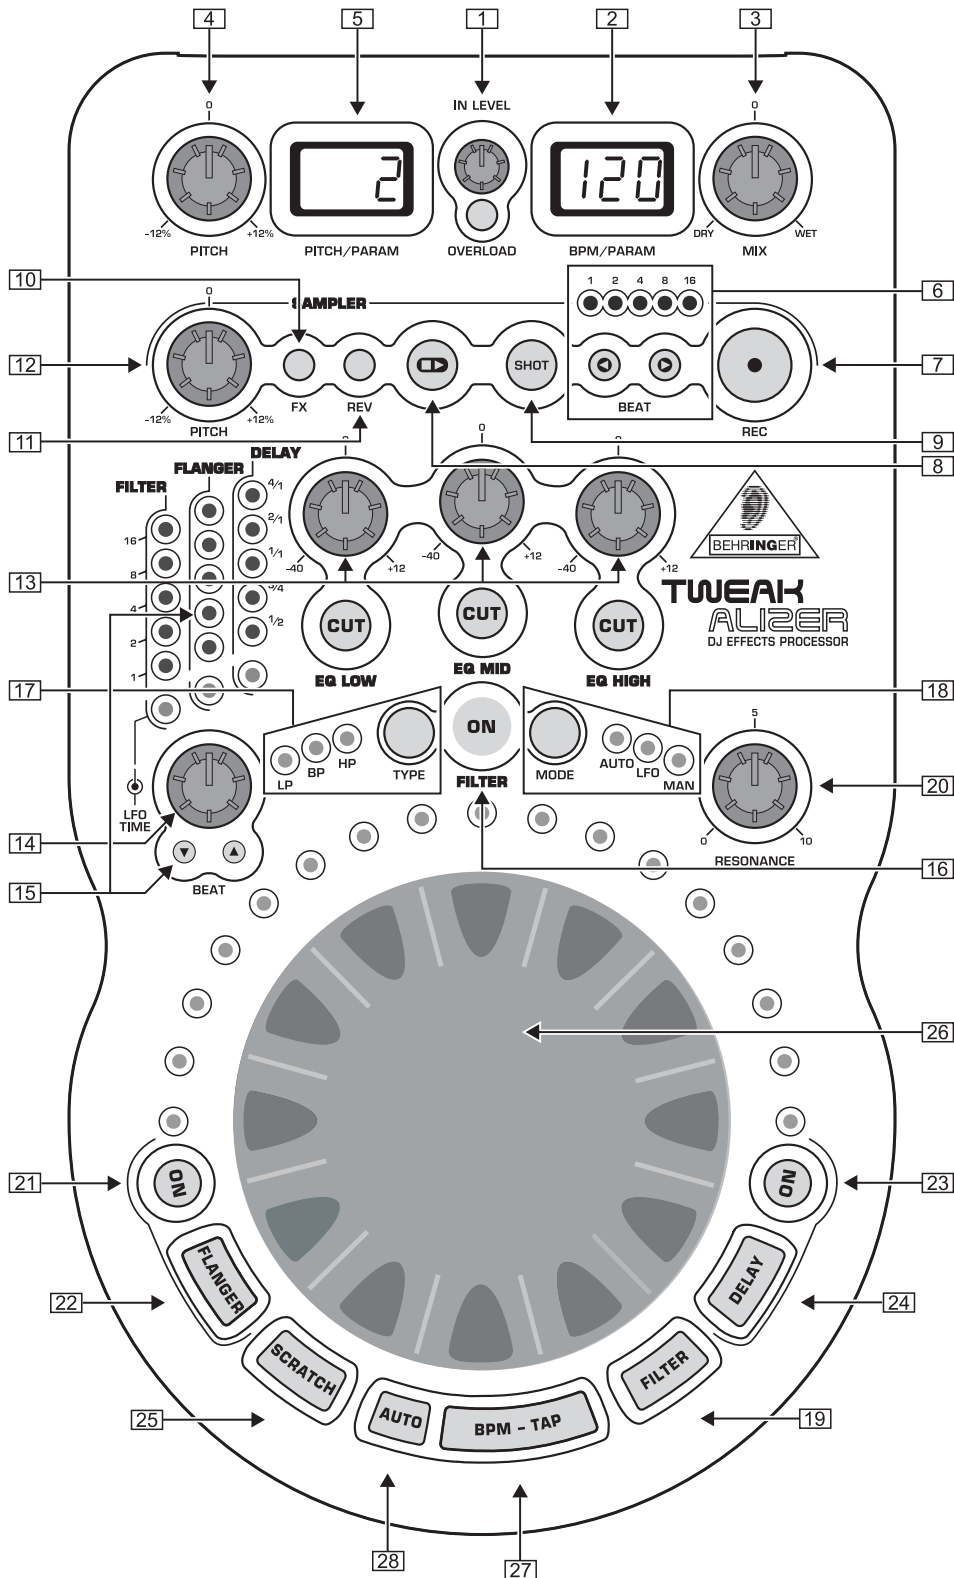 4 5 1 2 3
IN LEVEL
0 0
2 120
-12% +12% DRY WET
PITCH PITCH/PARAM OVERLOAD BPM/PARAM MIX
10
1 2 4 8 16
6
0 SAMPLER
12 SHOT 7
-12% +12% FX REV BEAT
PITCH REC
11 9
8
DELAY 0 0 0
FLANGER 4/1
FILTER
2/1
16
1/1
BEHRINGER
8 -40 +12 -40 +12 -40 +12
13 3/4
TWEAK
4 1/2
ALIZER
CUT CUT CUT
2 DJ EFFECTS PROCESSOR
1
EQ LOW EQ MID EQ HIGH
17 18
5
ON
HP AUTO
BP LFO
LP TYPE MODE MAN
FILTER
LFO
TIME
20
14 0 10
RESONANCE
15 16
BEAT
26
21 ON ON 23
FLANGER DELAY
22 24
SCRATCH FILTER
AUTO BPM - TAP
25 19
28 27